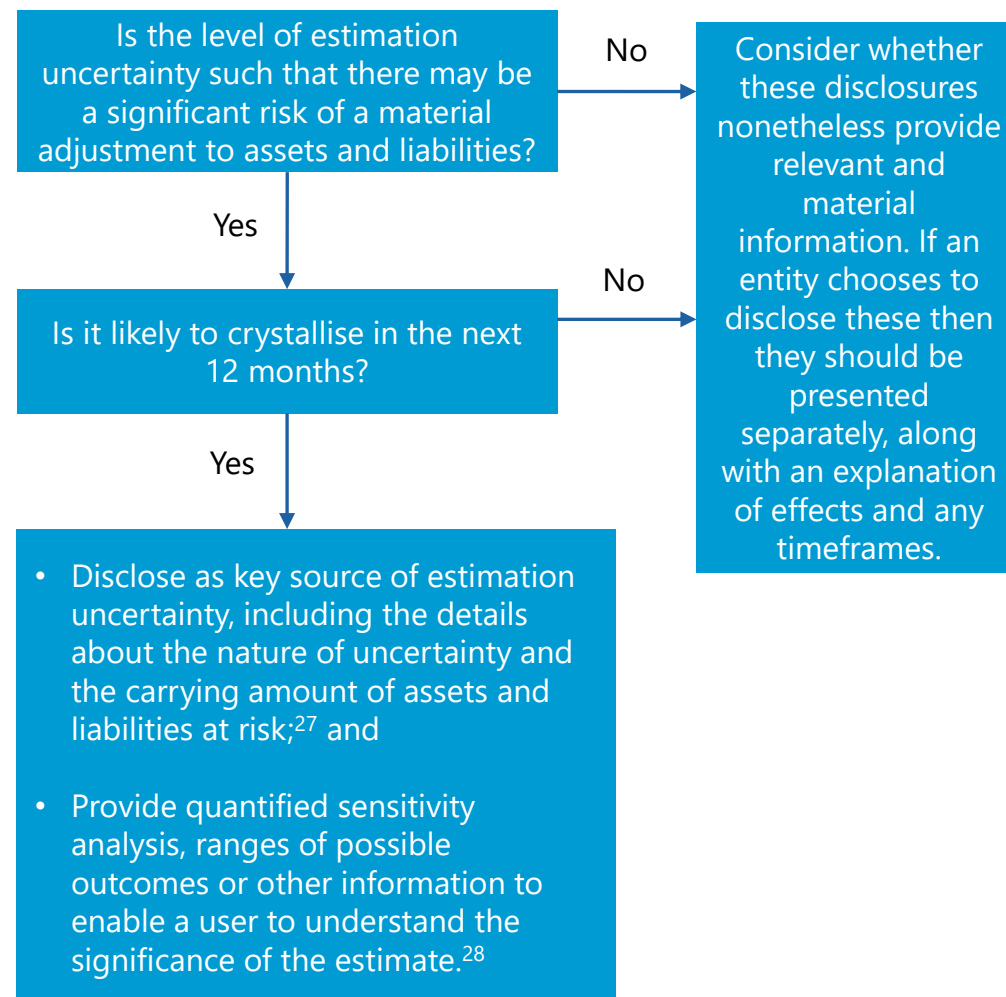 Is the level of estimation
uncertainty such that there may be
a significant risk of a material
adjustment to assets and liabilities?
No
Consider whether
these disclosures
nonetheless provide
relevant and
material
information. If an
entity chooses to
disclose these then
they should be
presented
separately, along
with an explanation
of effects and any
timeframes.
Yes
Is it likely to crystallise in the next
12 months?
No
Yes
• Disclose as key source of estimation
uncertainty, including the details
about the nature of uncertainty and
the carrying amount of assets and
liabilities at risk;²⁷ and
• Provide quantified sensitivity
analysis, ranges of possible
outcomes or other information to
enable a user to understand the
significance of the estimate.²⁸